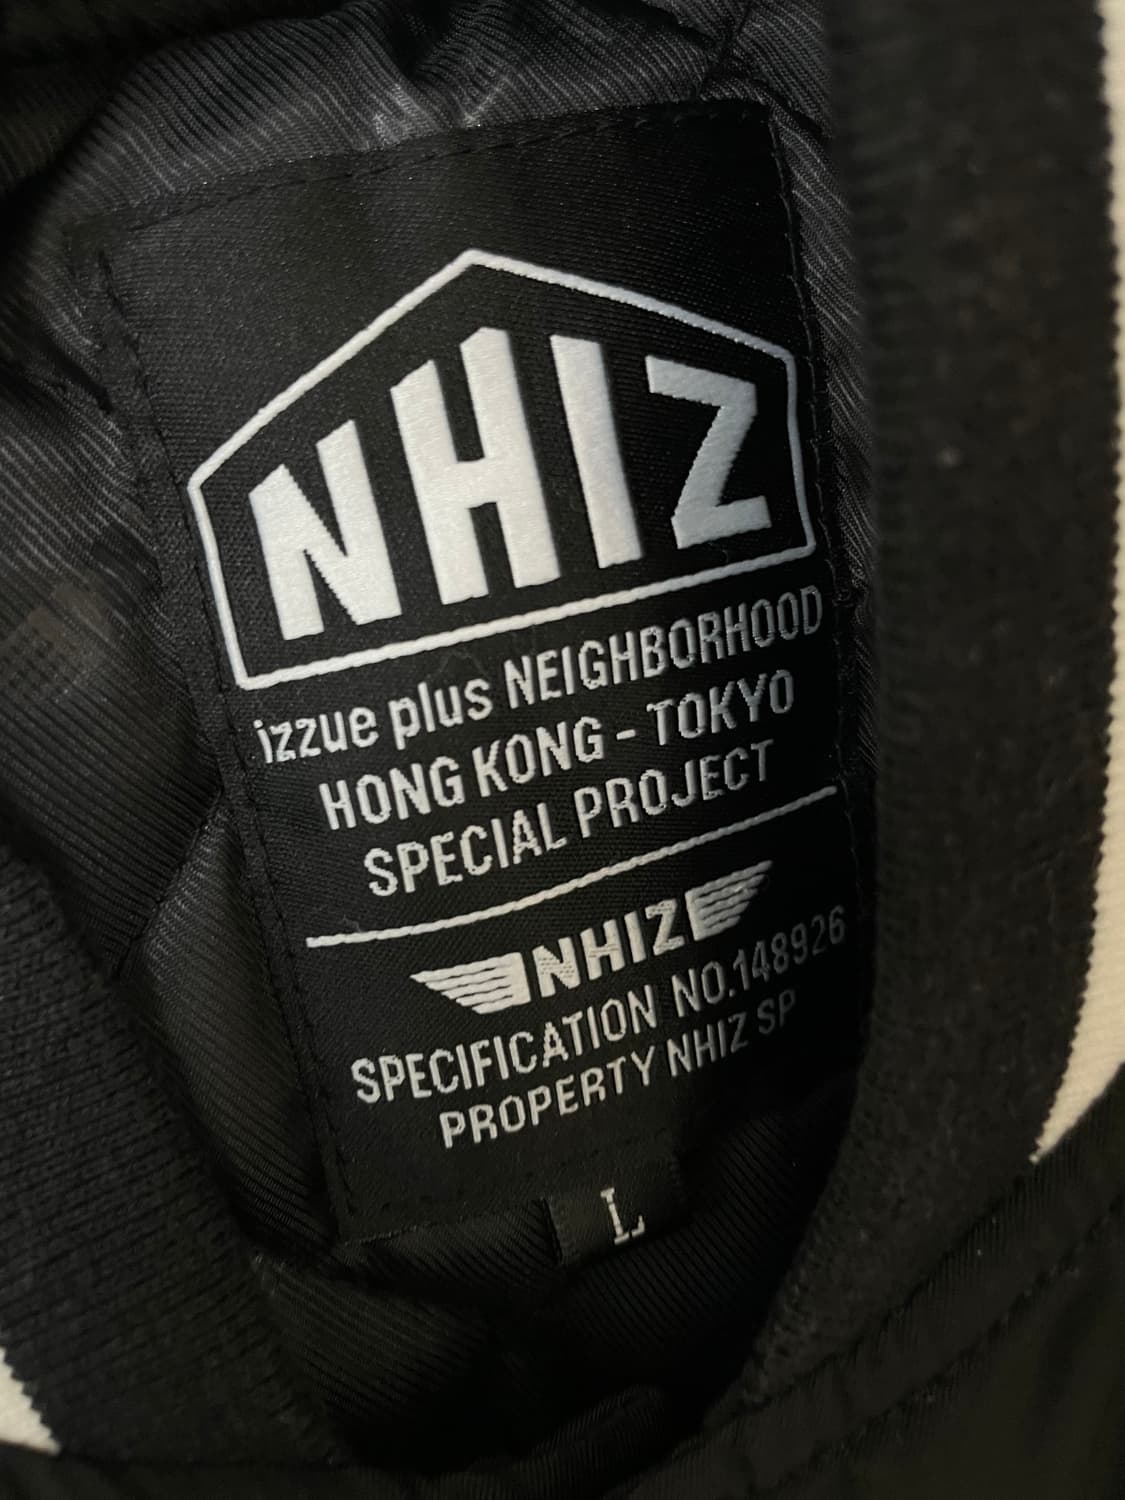 NHIZ
izzue plus NEIGHBORHOOD
HONG KONG - TOKYO
SPECIAL PROJECT
NHIZ
SPECIFICATION NO.148926
PROPERTY NHIZ SP
L